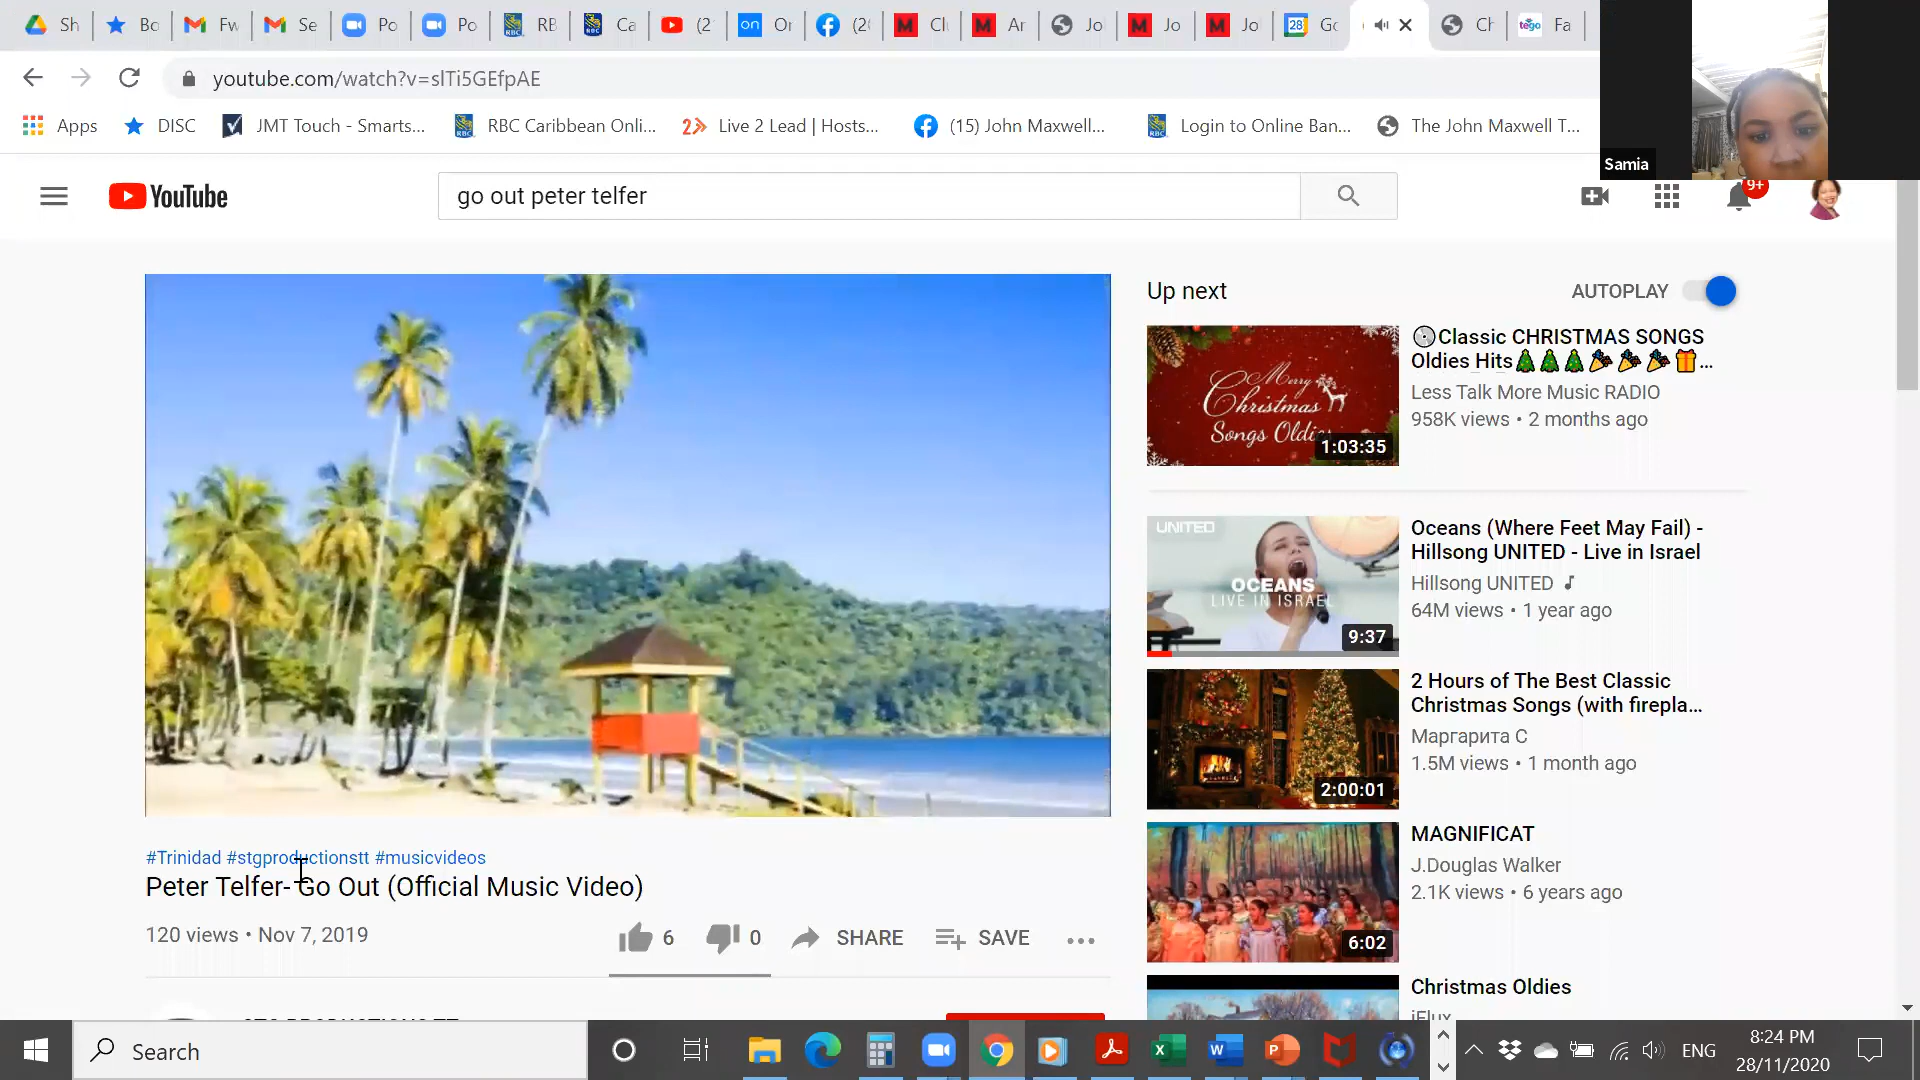 Sh
Bo
Fw
Se
Po
Po
RB
Ca
(2
on
Or
(2
Cl
Ar
Jo
Jo
Jo
28
Go
Ch
tego
Fa
youtube.com/watch?v=slTi5GEfpAE
Apps
DISC
JMT Touch - Smarts...
RBC Caribbean Onli...
Live 2 Lead | Hosts...
(15) John Maxwell...
Login to Online Ban...
The John Maxwell T...
Samia
YouTube
go out peter telfer
9+
Up next
AUTOPLAY
Merry
Christmas
Songs Oldies
1:03:35
Classic CHRISTMAS SONGS
Oldies Hits🎄🎄🎄🎉🎉🎉🎁...
Less Talk More Music RADIO
958K views • 2 months ago
UNITED
OCEANS
LIVE IN ISRAEL
9:37
Oceans (Where Feet May Fail) -
Hillsong UNITED - Live in Israel
Hillsong UNITED
64M views • 1 year ago
2:00:01
2 Hours of The Best Classic
Christmas Songs (with firepla...
Маргарита С
1.5M views • 1 month ago
6:02
MAGNIFICAT
J.Douglas Walker
2.1K views • 6 years ago
Christmas Oldies
#Trinidad #stgproductionstt #musicvideos
Peter Telfer- Go Out (Official Music Video)
120 views • Nov 7, 2019
6
0
SHARE
SAVE
Search
ENG
8:24 PM
28/11/2020